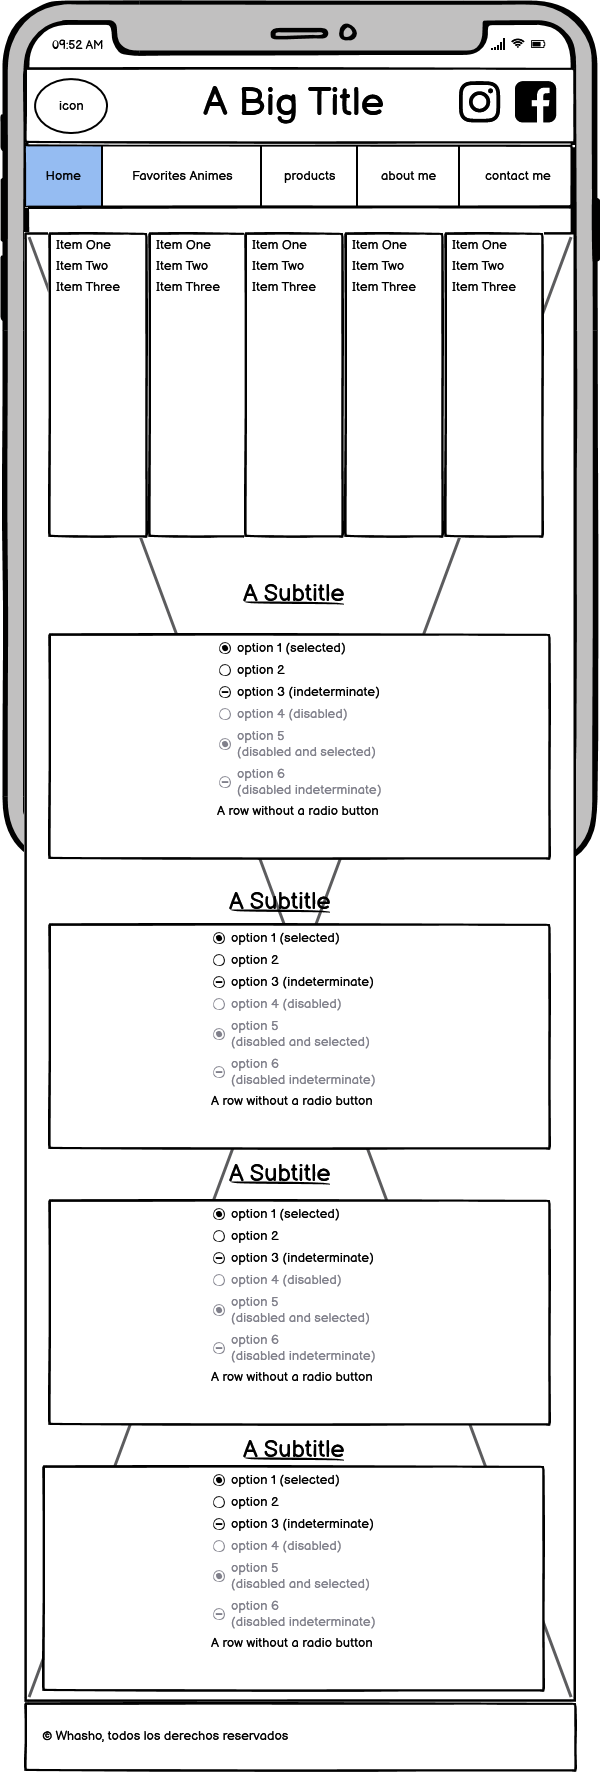 09:52 AM
icon
A Big Title
Home
Favorites Animes
products
about me
contact me
Item One
Item Two
Item Three
Item One
Item Two
Item Three
Item One
Item Two
Item Three
Item One
Item Two
Item Three
Item One
Item Two
Item Three
A Subtitle
option 1 (selected)
option 2
option 3 (indeterminate)
option 4 (disabled)
option 5
(disabled and selected)
option 6
(disabled indeterminate)
A row without a radio button
A Subtitle
option 1 (selected)
option 2
option 3 (indeterminate)
option 4 (disabled)
option 5
(disabled and selected)
option 6
(disabled indeterminate)
A row without a radio button
A Subtitle
option 1 (selected)
option 2
option 3 (indeterminate)
option 4 (disabled)
option 5
(disabled and selected)
option 6
(disabled indeterminate)
A row without a radio button
A Subtitle
option 1 (selected)
option 2
option 3 (indeterminate)
option 4 (disabled)
option 5
(disabled and selected)
option 6
(disabled indeterminate)
A row without a radio button
© Whasho, todos los derechos reservados